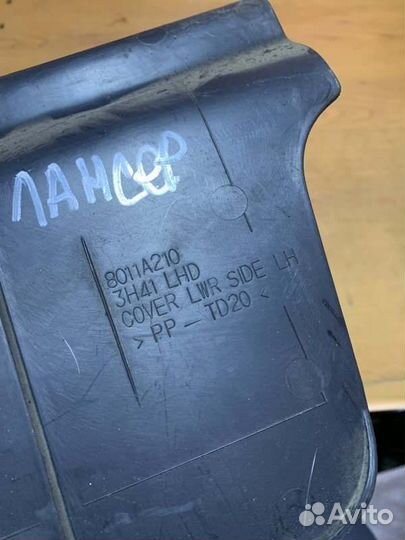 ЛАНСЕР
8011A210
3H41 LHD
COVER LWR SIDE LH
> PP - TD20 <
Avito